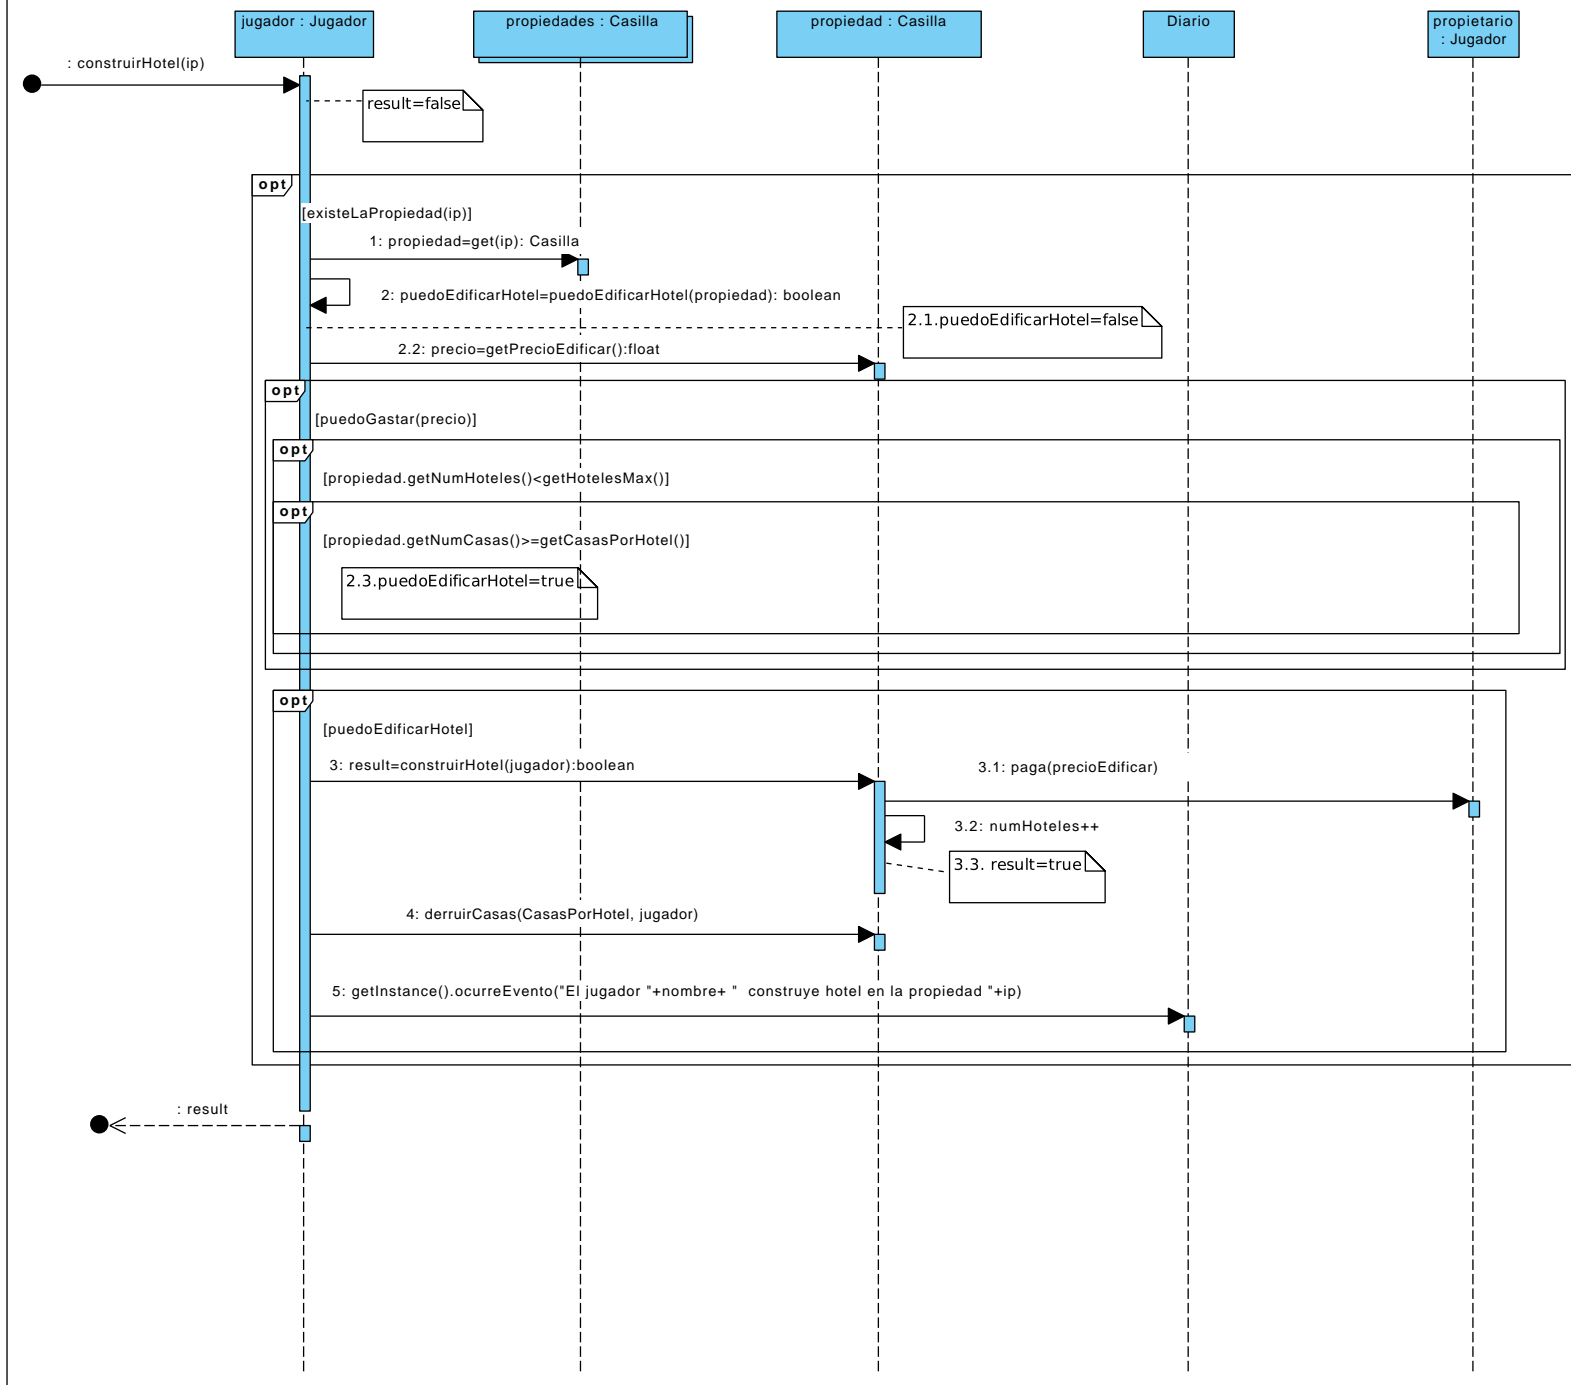 jugador : Jugador
propiedades : Casilla
propiedad : Casilla
Diario
propietario
: Jugador
: construirHotel(ip)
result=false
opt
[existeLaPropiedad(ip)]
1: propiedad=get(ip): Casilla
2: puedoEdificarHotel=puedoEdificarHotel(propiedad): boolean
2.1.puedoEdificarHotel=false
2.2: precio=getPrecioEdificar():float
opt
[puedoGastar(precio)]
opt
[propiedad.getNumHoteles()<getHotelesMax()]
opt
[propiedad.getNumCasas()>=getCasasPorHotel()]
2.3.puedoEdificarHotel=true
opt
[puedoEdificarHotel]
3: result=construirHotel(jugador):boolean
3.1: paga(precioEdificar)
3.2: numHoteles++
3.3. result=true
4: derruirCasas(CasasPorHotel, jugador)
5: getInstance().ocurreEvento("El jugador "+nombre+ "  construye hotel en la propiedad "+ip)
: result